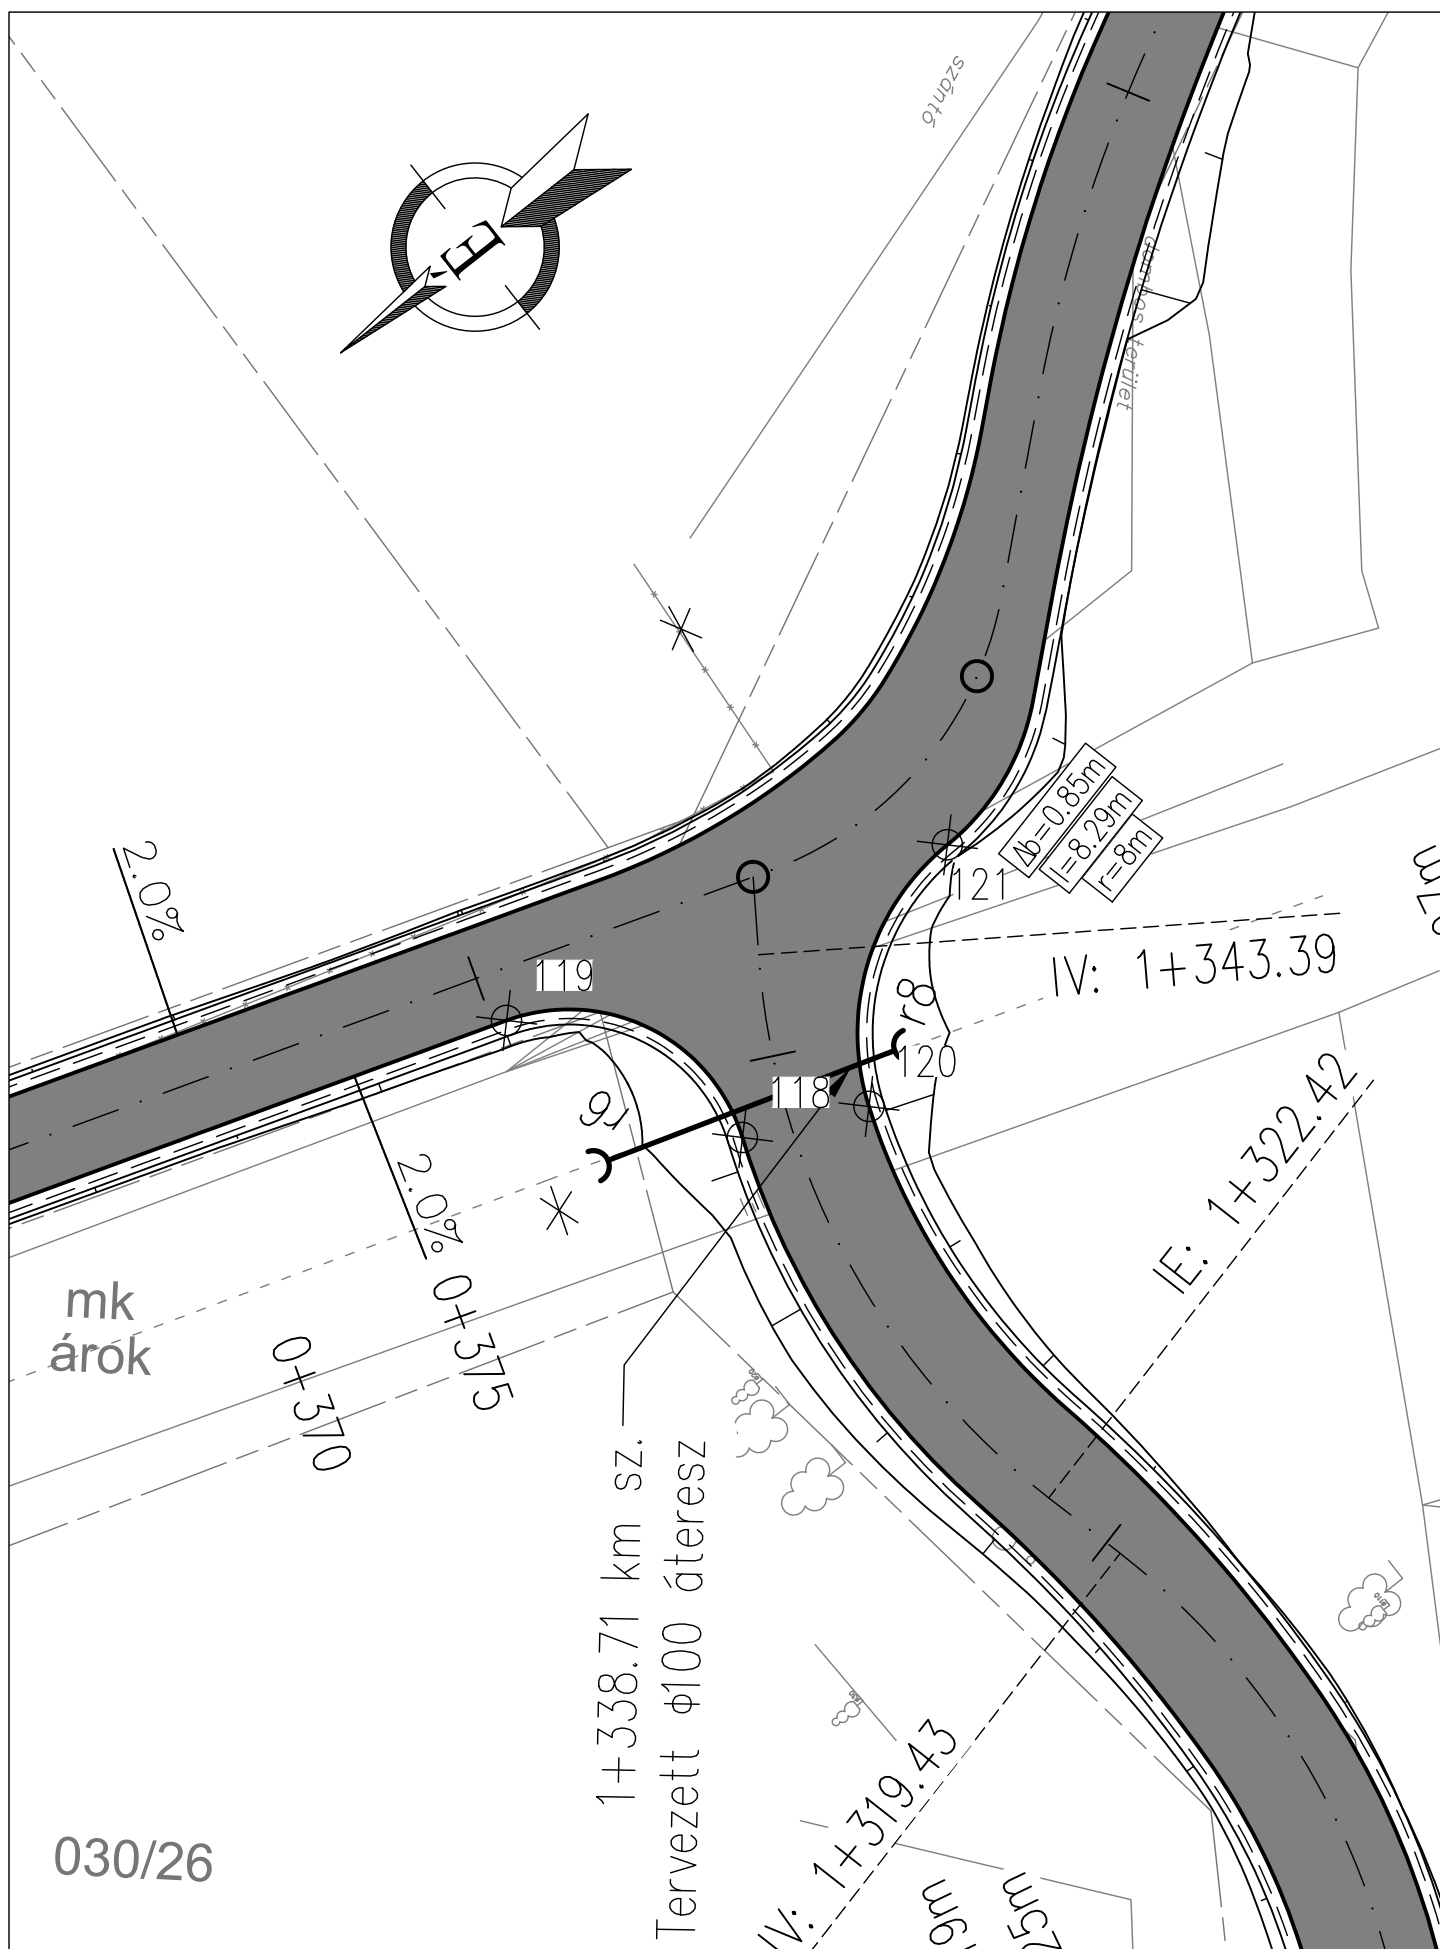 szántó
É
dombos terület
2.0%
Δb=0.85m
l=8.29m
r=8m
121
119
IV: 1+343.39
r8
120
118
r6
2.0%
IE: 1+322.42
mk
árok
0+375
0+370
1+338.71 km sz.
Tervezett ϕ100 áteresz
IV: 1+319.43
030/26